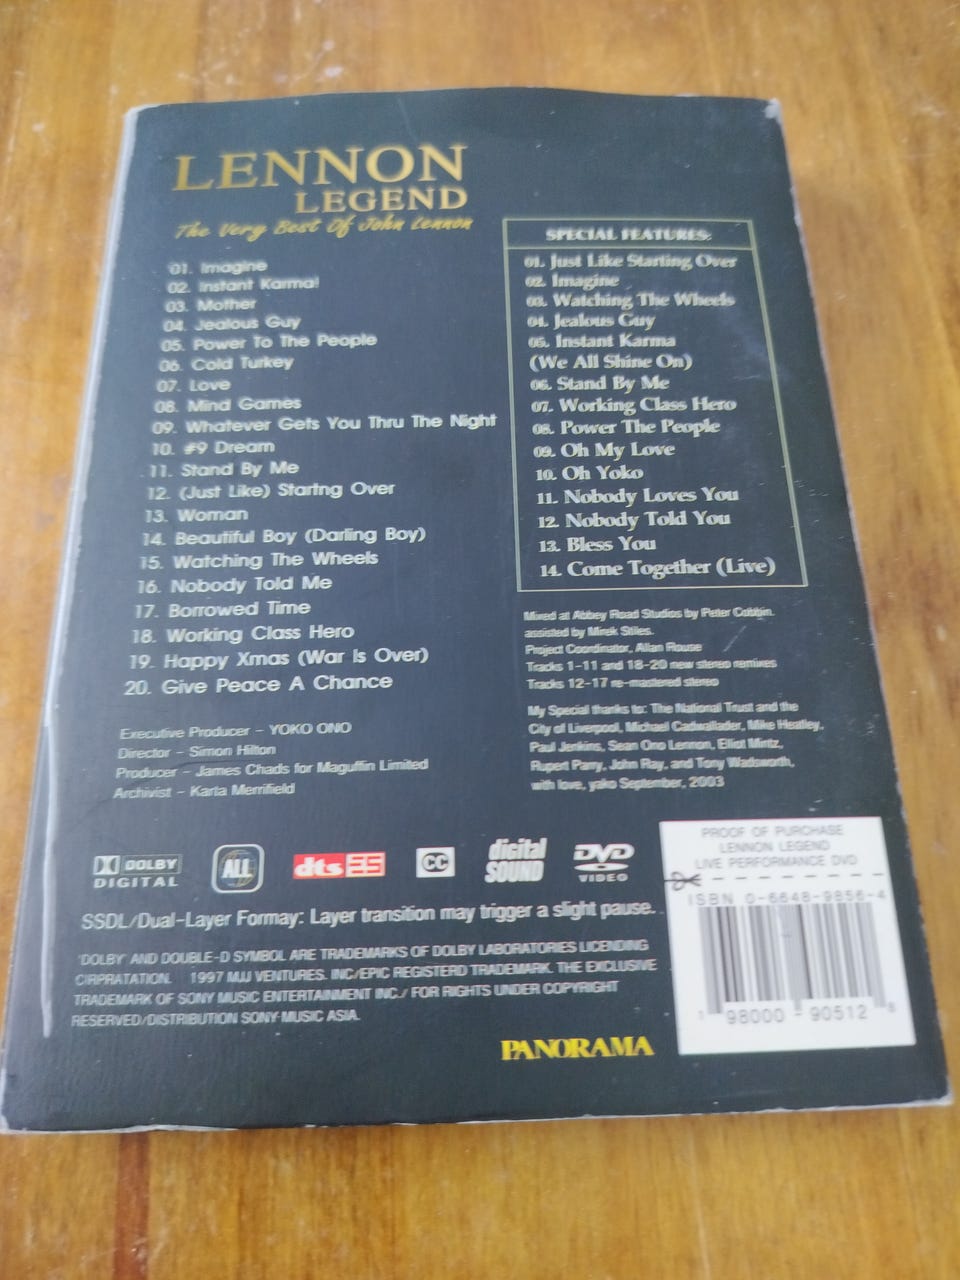 LENNON
LEGEND
The Very Best Of John Lennon
01. Imagine
02. Instant Karma!
03. Mother
04. Jealous Guy
05. Power To The People
06. Cold Turkey
07. Love
08. Mind Games
09. Whatever Gets You Thru The Night
10. #9 Dream
11. Stand By Me
12. (Just Like) Startng Over
13. Woman
14. Beautiful Boy (Darling Boy)
15. Watching The Wheels
16. Nobody Told Me
17. Borrowed Time
18. Working Class Hero
19. Happy Xmas (War Is Over)
20. Give Peace A Chance
Executive Producer - YOKO ONO
Director - Simon Hilton
Producer - James Chads for Maguffin Limited
Archivist - Karla Merrifield
SPECIAL FEATURES:
01. Just Like Starting Over
02. Imagine
03. Watching The Wheels
04. Jealous Guy
05. Instant Karma
(We All Shine On)
06. Stand By Me
07. Working Class Hero
08. Power The People
09. Oh My Love
10. Oh Yoko
11. Nobody Loves You
12. Nobody Told You
13. Bless You
14. Come Together (Live)
Mixed at Abbey Road Studios by Peter Cobbin.
assisted by Mirek Stiles.
Project Coordinator, Allan Rouse
Tracks 1-11 and 18-20 new stereo remixes
Tracks 12-17 re-mastered stereo
My Special thanks to: The National Trust and the
City of Liverpool, Michael Cadwallader, Mike Heatley,
Paul Jenkins, Sean Ono Lennon, Elliot Mintz,
Rupert Parry, John Ray, and Tony Wadsworth,
with love, yako September, 2003
DOLBY
DIGITAL
ALL
dts
CC
digital
SOUND
DVD
VIDEO
SSDL/Dual-Layer Formay: Layer transition may trigger a slight pause.
'DOLBY' AND DOUBLE-D SYMBOL ARE TRADEMARKS OF DOLBY LABORATORIES LICENDING
CIRPRATATION. 1997 MJJ VENTURES. INC/EPIC REGISTERD TRADEMARK. THE EXCLUSIVE
TRADEMARK OF SONY MUSIC ENTERTAINMENT INC./ FOR RIGHTS UNDER COPYRIGHT
RESERVED/DISTRIBUTION SONY MUSIC ASIA.
PANORAMA
PROOF OF PURCHASE
LENNON LEGEND
LIVE PERFORMANCE DVD
ISBN 0-6648-9856-4
1 98000 90512 8